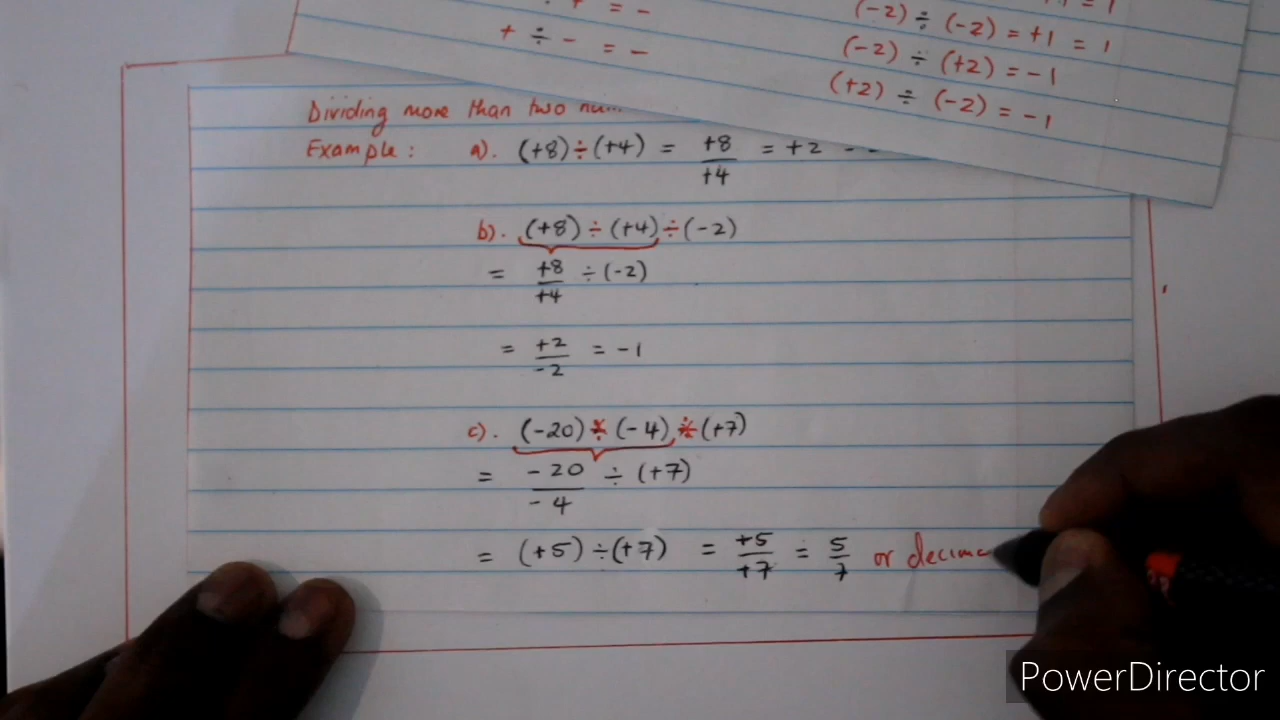 + = -
(-2) ÷ (-2) = +1 = 1
+ ÷ - = -
(-2) ÷ (+2) = -1
(+2) ÷ (-2) = -1
Dividing more than two
Example : a). (+8) ÷ (+4) = +8/+4 = +2
b). (+8) ÷ (+4) ÷ (-2)
= +8/+4 ÷ (-2)
= +2/-2 = -1
c). (-20) ÷ (-4) ÷ (+7)
= -20/-4 ÷ (+7)
= (+5) ÷ (+7) = +5/+7 = 5/7 or
PowerDirector